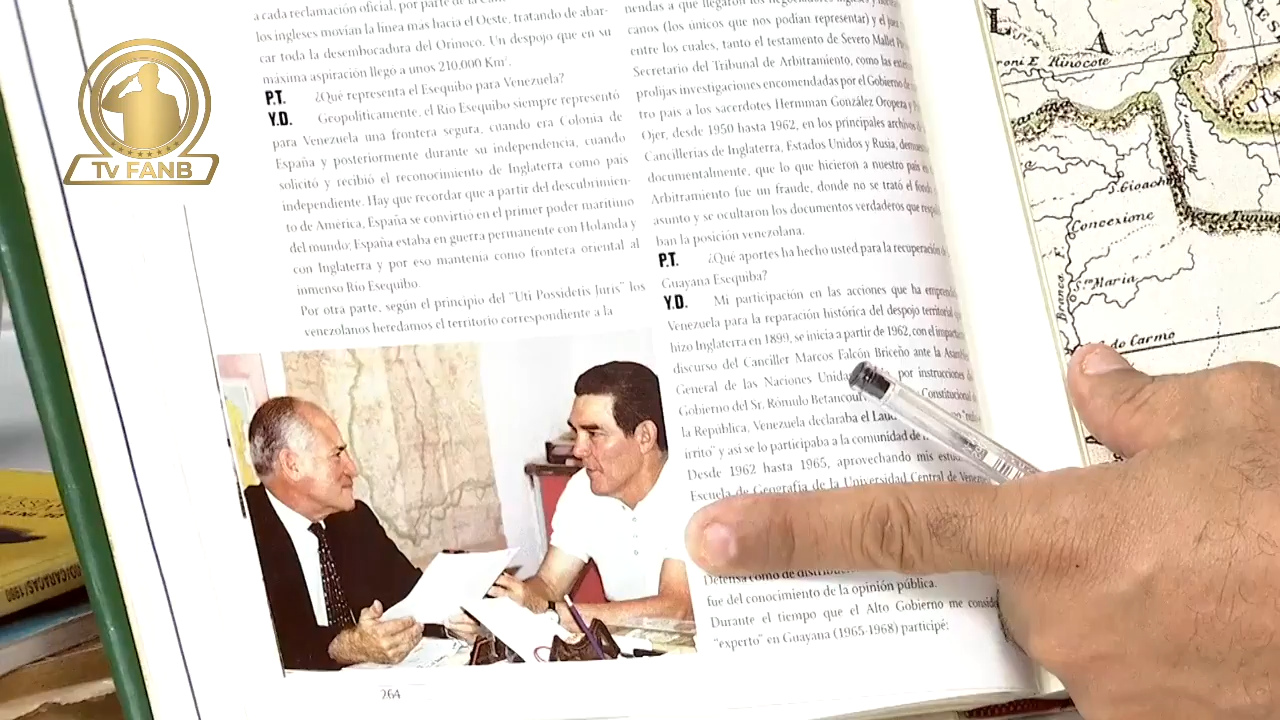 Tv FANB
a cada reclamación oficial, por parte de la
los ingleses movían la línea más hacia el Oeste, tratando de abar-
car toda la desembocadura del Orinoco. Un despojo que en su
máxima aspiración llegó a unos 210.000 Km².
P.T. ¿Qué representa el Esequibo para Venezuela?
Y.D. Geopolíticamente, el Río Esequibo siempre representó
para Venezuela una frontera segura, cuando era Colonia de
España y posteriormente durante su independencia, cuando
solicitó y recibió el reconocimiento de Inglaterra como país
independiente. Hay que recordar que a partir del descubrimien-
to de América, España se convirtió en el primer poder marítimo
del mundo; España estaba en guerra permanente con Holanda y
con Inglaterra y por eso mantenía como frontera oriental al
inmenso Río Esequibo.
Por otra parte, según el principio del "Uti Possidetis Juris" los
venezolanos heredamos el territorio correspondiente a la
264
canos (los únicos que nos podían representar) y el
entre los cuales, tanto el testamento de Severo Mallet
Secretario del Tribunal de Arbitramento, como las
prolijas investigaciones encomendadas por el Gobierno
tro país a los sacerdotes Hermman González Oropeza y
Ojer, desde 1950 hasta 1962, en los principales archivos
Cancillerías de Inglaterra, Estados Unidos y Rusia,
documentalmente, que lo que se hizo an a nuestro país
Arbitramiento fue un fraude, donde no se trató el fondo
asunto y se ocultaron los documentos verdaderos que
ban la posición venezolana.
P.T. ¿Qué aportes ha hecho usted para la recuperación
Guayana Esequiba?
Y.D. Mi participación en las acciones que ha
Venezuela para la reparación histórica del despojo
hizo Inglaterra en 1899, se inicia a partir de 1962, con el
discurso del Canciller Marcos Falcón Briceño ante la
General de las Naciones por instrucciones
Gobierno del Sr. Rómulo Constitucional
la República, Venezuela declaraba el
írrito" y así se lo participaba a la comunidad
Desde 1962 hasta 1965, aprovechando mis
Escuela de Geografía de la Universidad Central de
Defensa como de
fue del conocimiento de la opinión pública.
Durante el tiempo que el Alto Gobierno me
"experto" en Guayana (1965-1968) participé:
L A
Rinocote
S. Gioach
Concezione
S.ta Maria
Branco
do Carmo
CARACAS/1980